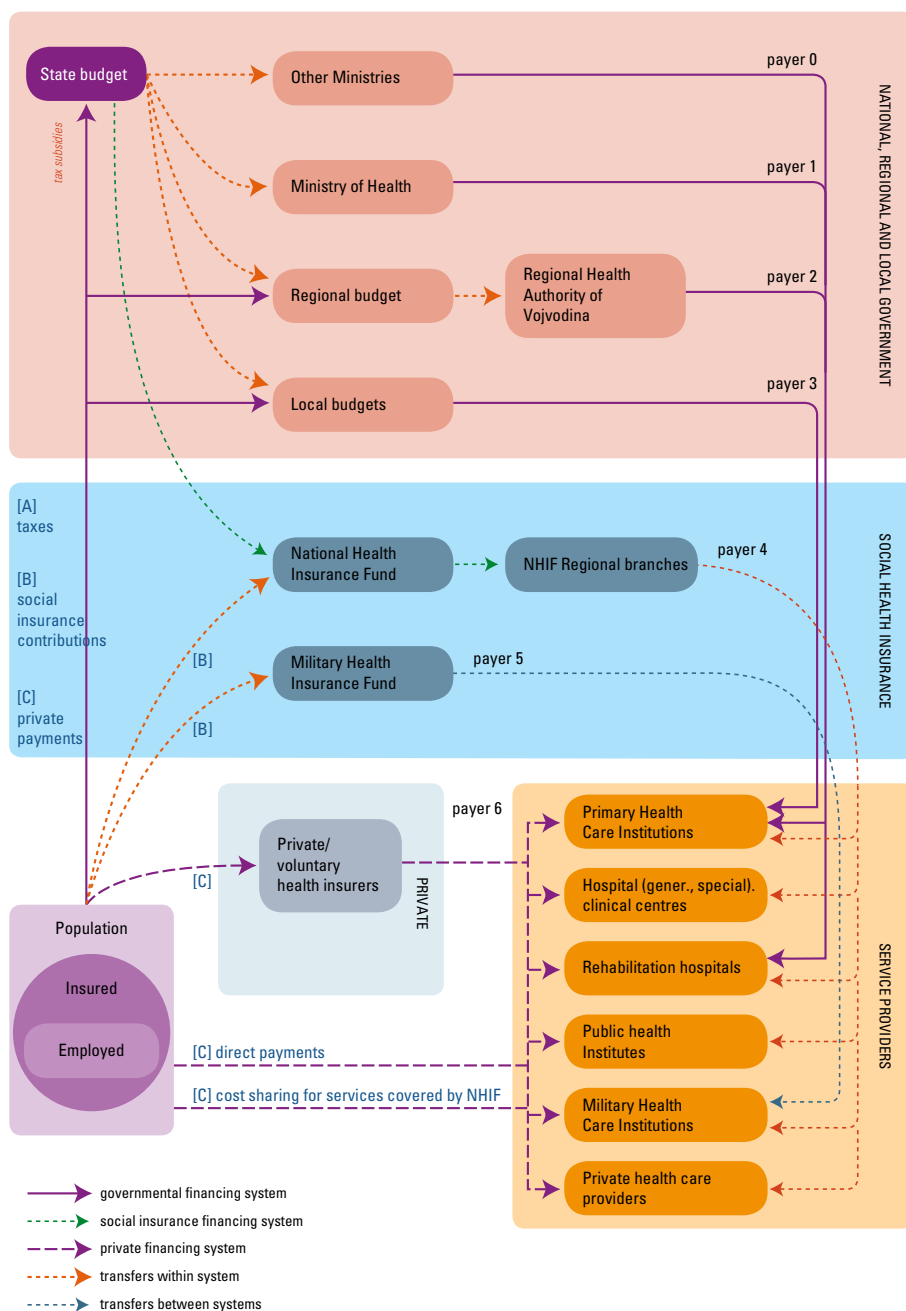 State budget
tax subsidies
Other Ministries
payer 0
Ministry of Health
payer 1
Regional budget
Regional Health
Authority of
Vojvodina
payer 2
Local budgets
payer 3
NATIONAL, REGIONAL AND LOCAL GOVERNMENT
[A]
taxes
[B]
social
insurance
contributions
[C]
private
payments
National Health
Insurance Fund
NHIF Regional branches
payer 4
[B]
Military Health
Insurance Fund
payer 5
[B]
SOCIAL HEALTH INSURANCE
payer 6
Private/
voluntary
health insurers
[C]
PRIVATE
Primary Health
Care Institutions
Hospital (gener., special).
clinical centres
Rehabilitation hospitals
Public health
Institutes
Military Health
Care Institutions
Private health care
providers
SERVICE PROVIDERS
Population
Insured
Employed
[C] direct payments
[C] cost sharing for services covered by NHIF
governmental financing system
social insurance financing system
private financing system
transfers within system
transfers between systems